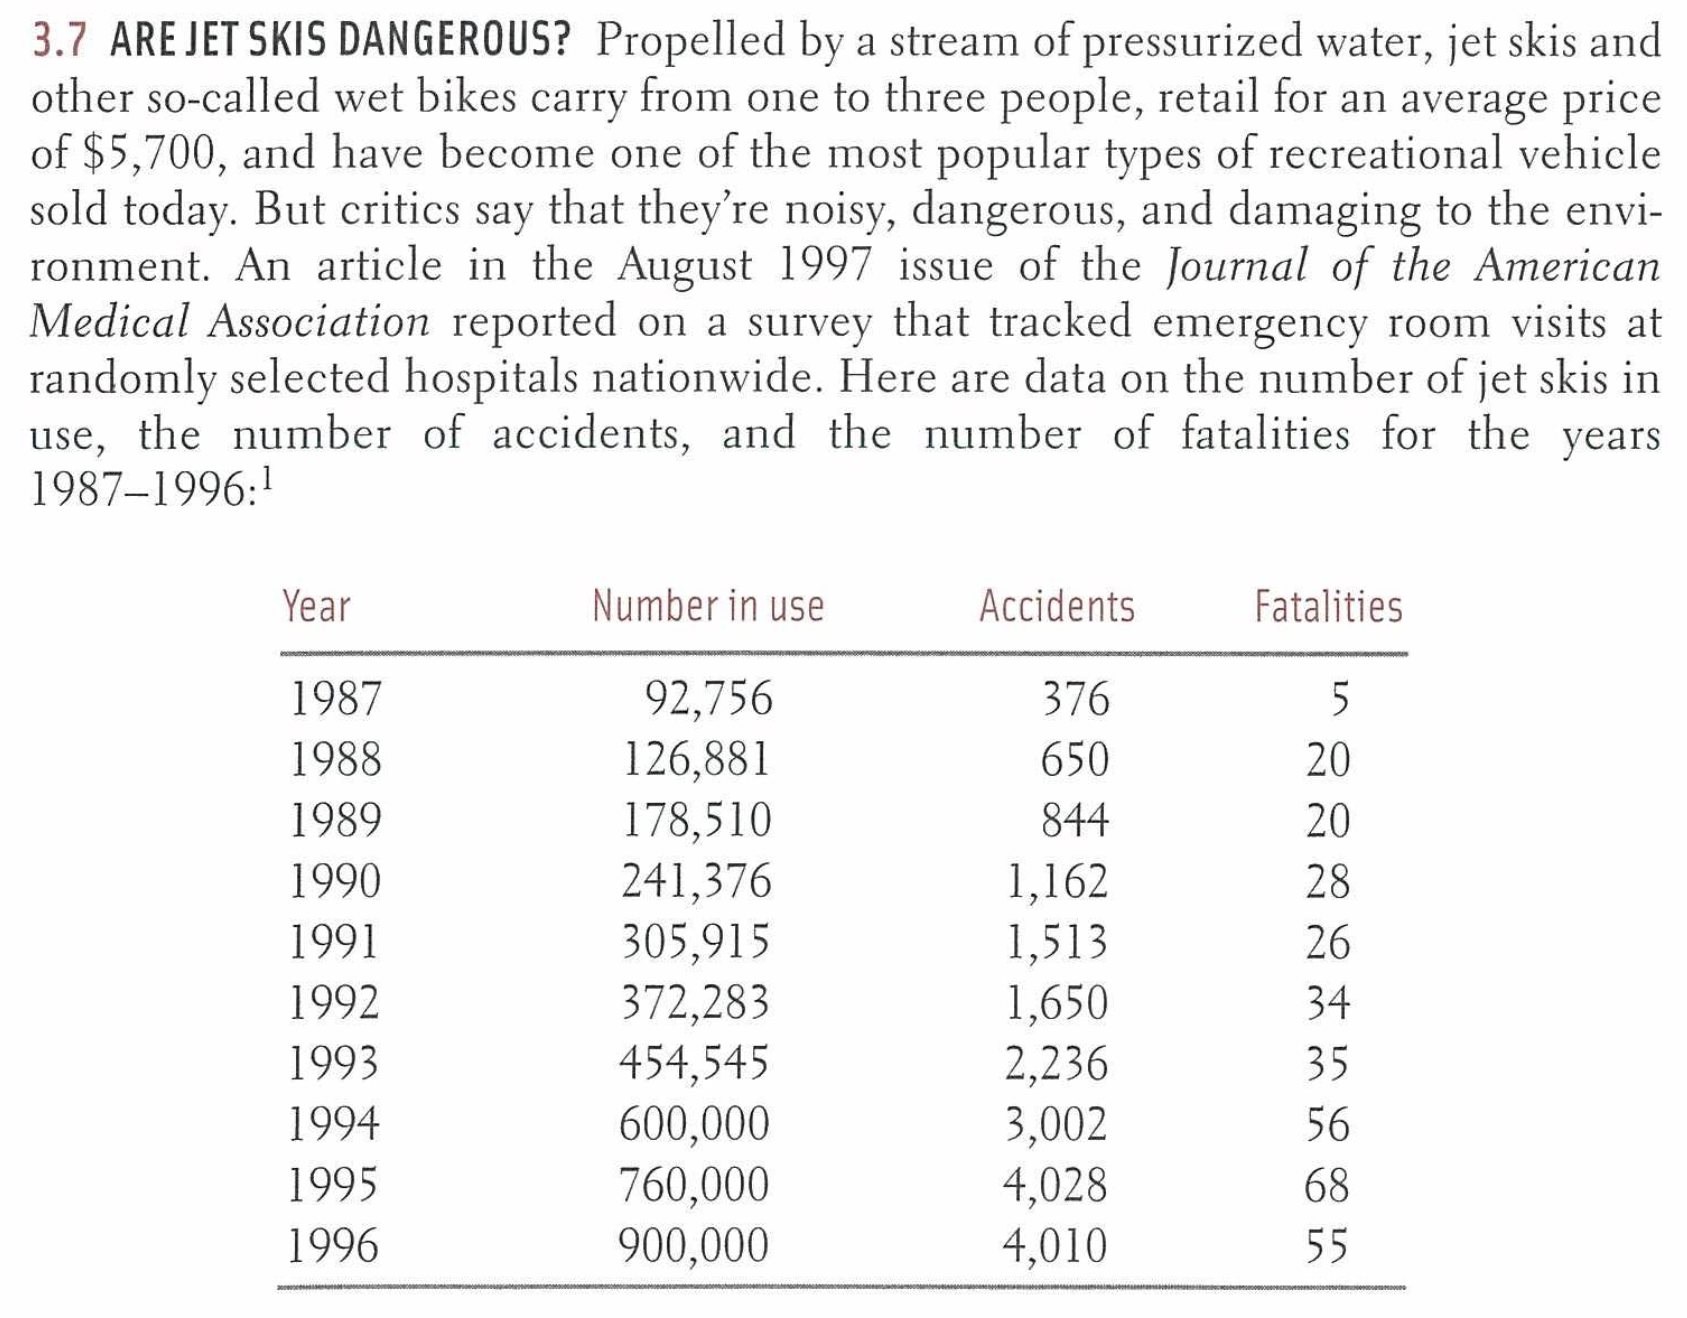 3.7 ARE JET SKIS DANGEROUS? Propelled by a stream of pressurized water, jet skis and
other so-called wet bikes carry from one to three people, retail for an average price
of $5,700, and have become one of the most popular types of recreational vehicle
sold today. But critics say that they're noisy, dangerous, and damaging to the envi-
ronment. An article in the August 1997 issue of the Journal of the American
Medical Association reported on a survey that tracked emergency room visits at
randomly selected hospitals nationwide. Here are data on the number of jet skis in
use, the number of accidents, and the number of fatalities for the years
1987–1996:¹
Year Number in use Accidents Fatalities
1987 92,756 376 5
1988 126,881 650 20
1989 178,510 844 20
1990 241,376 1,162 28
1991 305,915 1,513 26
1992 372,283 1,650 34
1993 454,545 2,236 35
1994 600,000 3,002 56
1995 760,000 4,028 68
1996 900,000 4,010 55